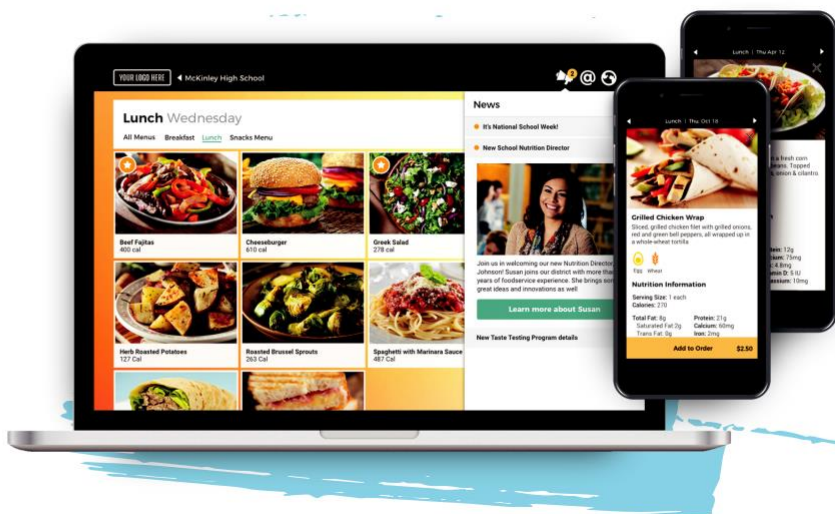 YOUR LOGO HERE
McKinley High School
2
@
Lunch Wednesday
All Menus Breakfast Lunch Snacks Menu
Beef Fajitas
400 cal
Cheeseburger
610 cal
Greek Salad
278 cal
Herb Roasted Potatoes
127 Cal
Roasted Brussel Sprouts
263 Cal
Spaghetti with Marinara Sauce
487 Cal
News
It's National School Week!
New School Nutrition Director
Join us in welcoming our new Nutrition Director,
Johnson! Susan joins our district with more than
years of foodservice experience. She brings som
great ideas and innovations as well
Learn more about Susan
New Taste Testing Program details
Lunch | Thu Oct 18
Grilled Chicken Wrap
Sliced, grilled chicken filet with grilled onions,
red and green bell peppers, all wrapped up in
a whole-wheat tortilla
Egg Wheat
Nutrition Information
Serving Size: 1 each
Calories: 270
Total Fat: 8g Protein: 21g
Saturated Fat 2g Calcium: 60mg
Trans Fat: 0g Iron: 2mg
Add to Order $2.50
Lunch | Thu Apr 12
a fresh corn
Topped
onion & cilantro
12g
75mg
4.8mg
D: 5 IU
10mg